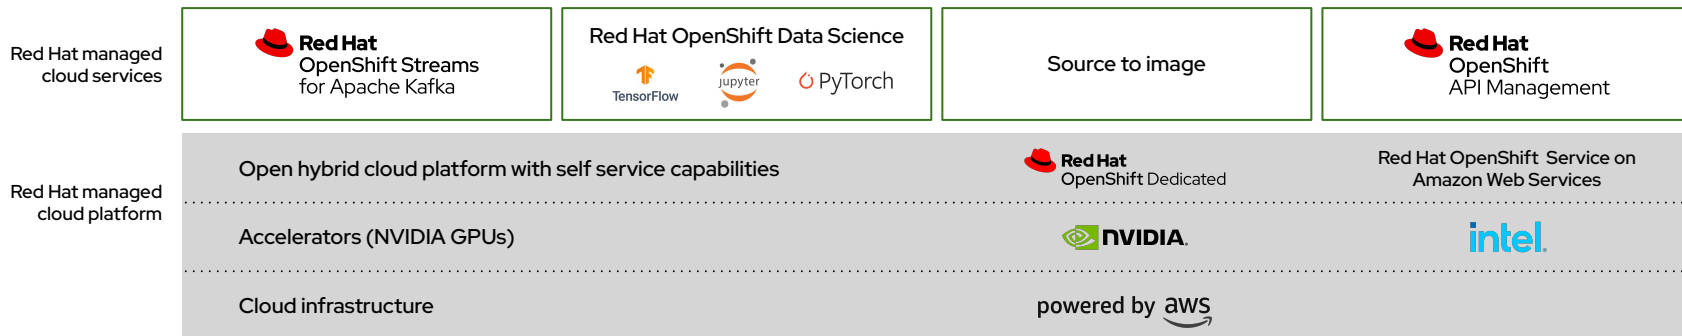 Red Hat managed
cloud services
Red Hat
OpenShift Streams
for Apache Kafka
Red Hat OpenShift Data Science
TensorFlow
jupyter
PyTorch
Source to image
Red Hat
OpenShift
API Management
Red Hat managed
cloud platform
Open hybrid cloud platform with self service capabilities
Red Hat
OpenShift Dedicated
Red Hat OpenShift Service on
Amazon Web Services
Accelerators (NVIDIA GPUs)
NVIDIA.
intel.
Cloud infrastructure
powered by aws